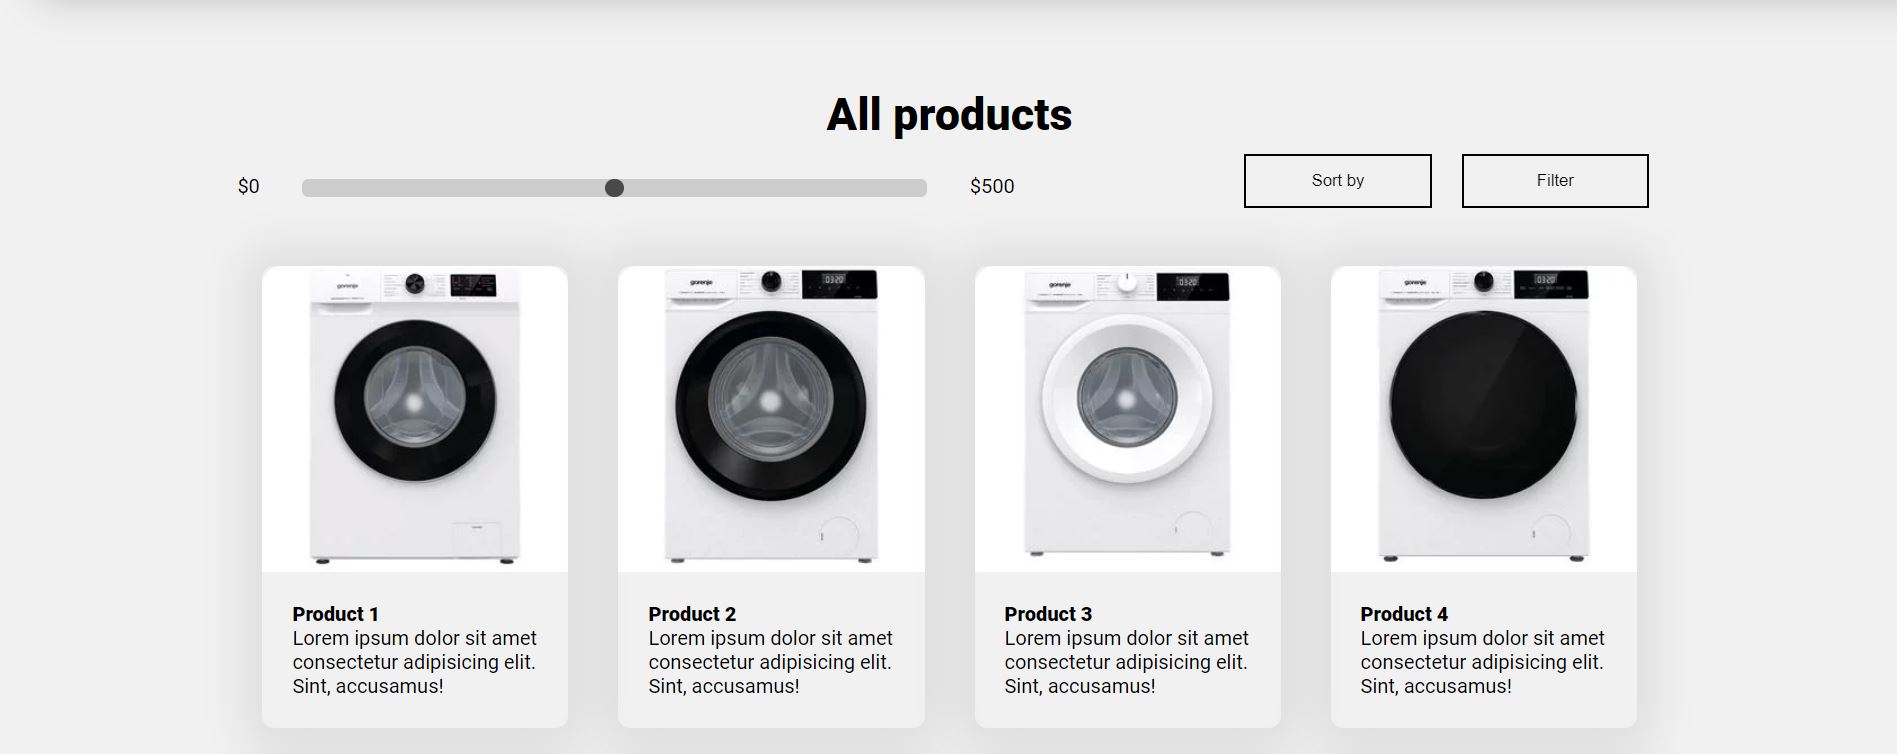 All products
$0
$500
Sort by
Filter
gorenje
gorenje
03:20
gorenje
03:20
gorenje
03:20
Product 1
Lorem ipsum dolor sit amet
consectetur adipisicing elit.
Sint, accusamus!
Product 2
Lorem ipsum dolor sit amet
consectetur adipisicing elit.
Sint, accusamus!
Product 3
Lorem ipsum dolor sit amet
consectetur adipisicing elit.
Sint, accusamus!
Product 4
Lorem ipsum dolor sit amet
consectetur adipisicing elit.
Sint, accusamus!